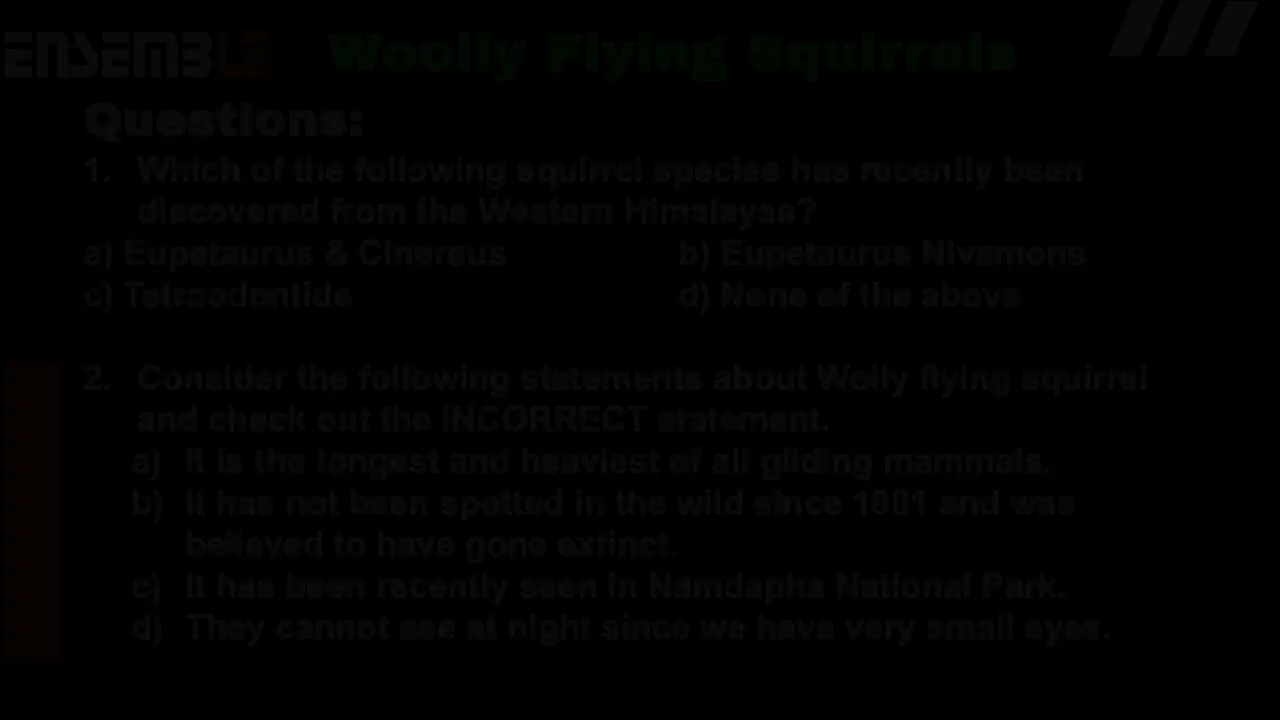 ENSEMBLE
Woolly Flying Squirrels
Questions:
1. Which of the following squirrel species has recently been
discovered from the Western Himalayas?
a) Eupetaurus & Cinereus b) Eupetaurus Nivamons
c) Tetraodontide d) None of the above
2. Consider the following statements about Wolly flying squirrel
and check out the INCORRECT statement.
a) It is the longest and heaviest of all gliding mammals.
b) It has not been spotted in the wild since 1981 and was
believed to have gone extinct.
c) It has been recently seen in Namdapha National Park.
d) They cannot see at night since we have very small eyes.